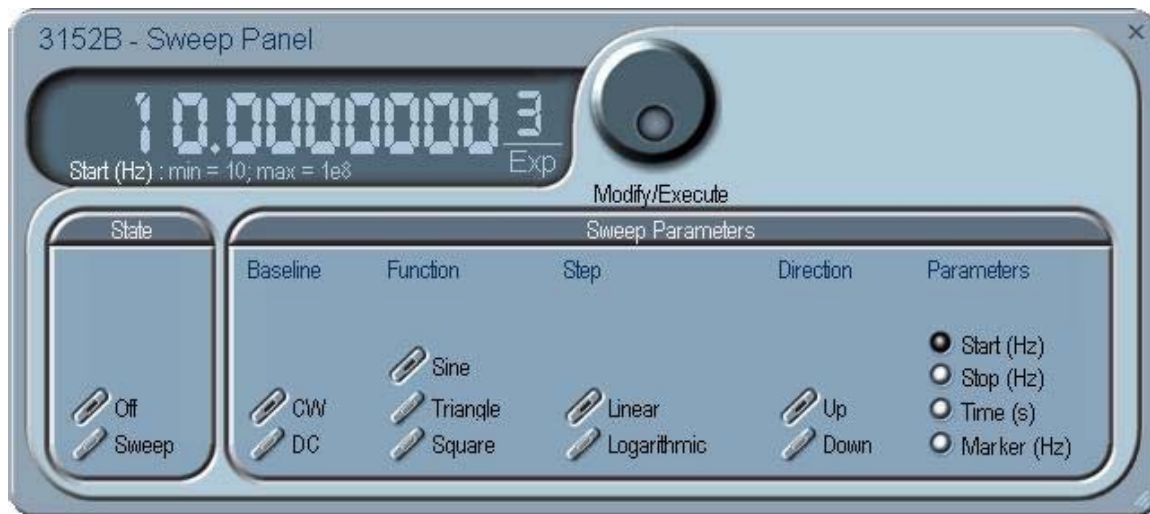 3152B - Sweep Panel
10.0000000 3
Exp
Start (Hz) : min = 10; max = 1e8
Modify/Execute
State
Off
Sweep
Sweep Parameters
Baseline
CW
DC
Function
Sine
Triangle
Square
Step
Linear
Logarithmic
Direction
Up
Down
Parameters
Start (Hz)
Stop (Hz)
Time (s)
Marker (Hz)